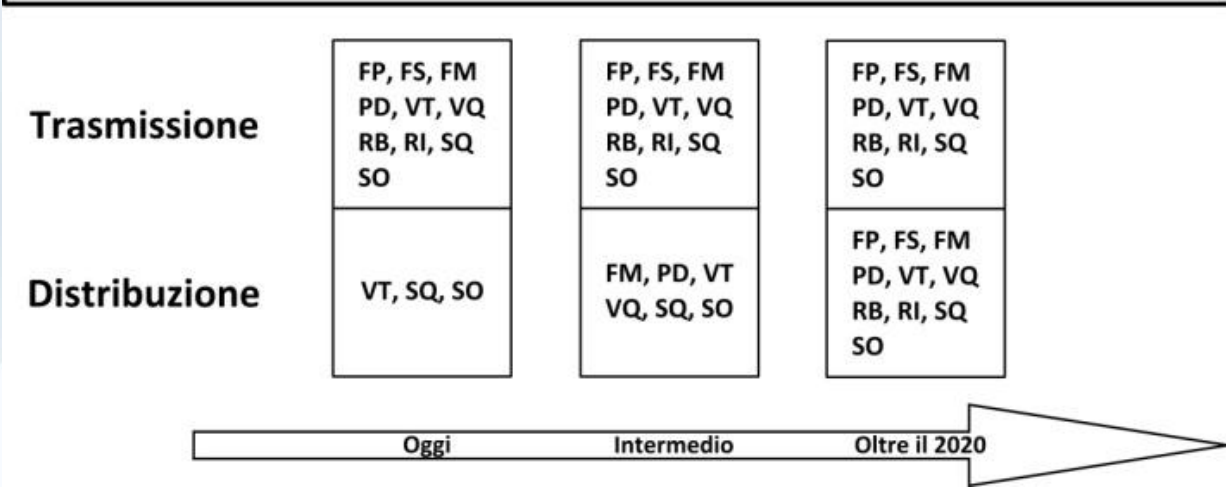 Trasmissione
FP, FS, FM
PD, VT, VQ
RB, RI, SQ
SO
FP, FS, FM
PD, VT, VQ
RB, RI, SQ
SO
FP, FS, FM
PD, VT, VQ
RB, RI, SQ
SO
Distribuzione
VT, SQ, SO
FM, PD, VT
VQ, SQ, SO
FP, FS, FM
PD, VT, VQ
RB, RI, SQ
SO
Oggi
Intermedio
Oltre il 2020